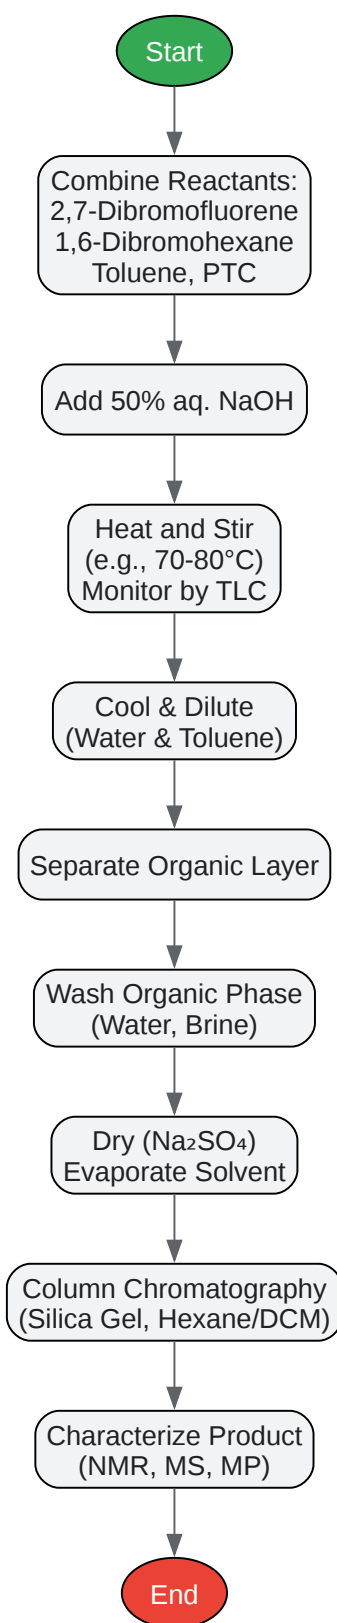 Start
Combine Reactants:
2,7-Dibromofluorene
1,6-Dibromohexane
Toluene, PTC
Add 50% aq. NaOH
Heat and Stir
(e.g., 70-80°C)
Monitor by TLC
Cool & Dilute
(Water & Toluene)
Separate Organic Layer
Wash Organic Phase
(Water, Brine)
Dry (Na₂SO₄)
Evaporate Solvent
Column Chromatography
(Silica Gel, Hexane/DCM)
Characterize Product
(NMR, MS, MP)
End